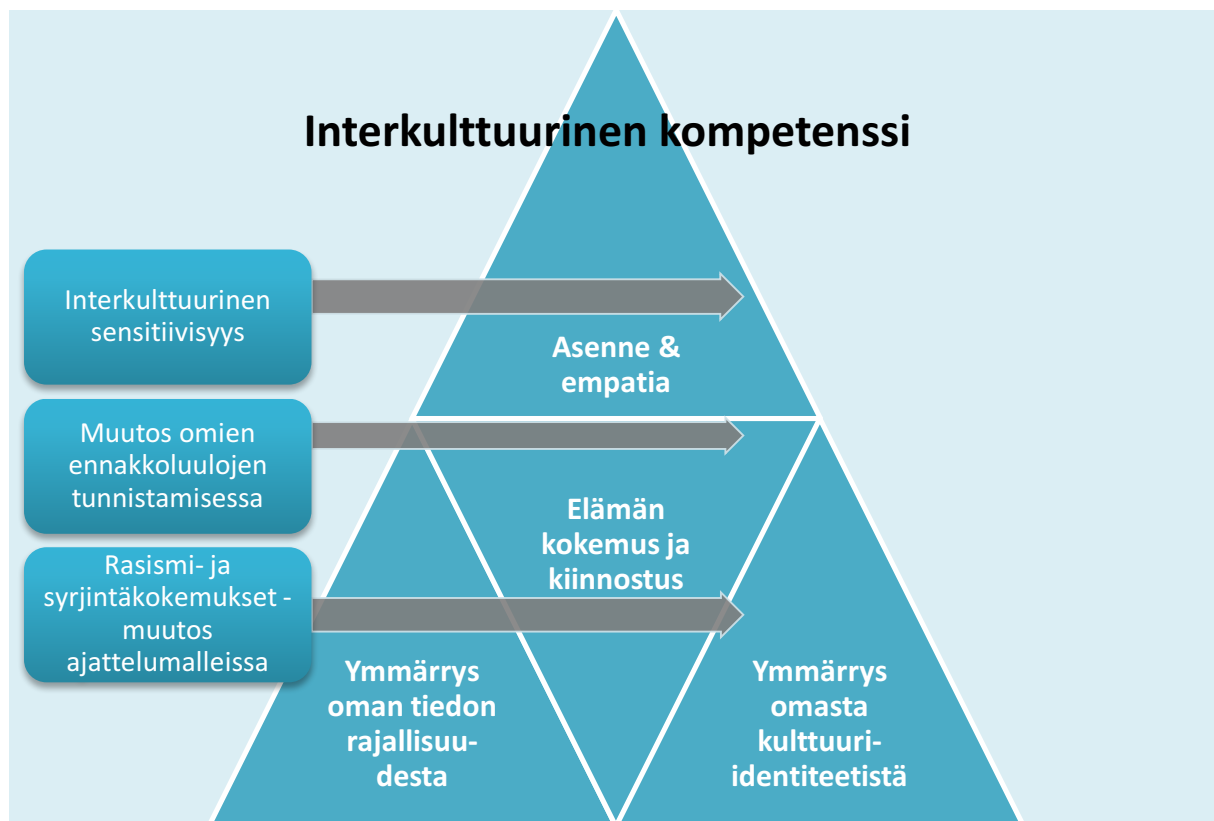 Interkulttuurinen kompetenssi
Interkulttuurinen
sensitiivisyys
Muutos omien
ennakkoluulojen
tunnistamisessa
Rasismi- ja
syrjintäkokemukset -
muutos
ajattelumalleissa
Asenne &
empatia
Elämän
kokemus ja
kiinnostus
Ymmärrys
oman tiedon
rajallisuu-
desta
Ymmärrys
omasta
kulttuuri-
identiteetistä